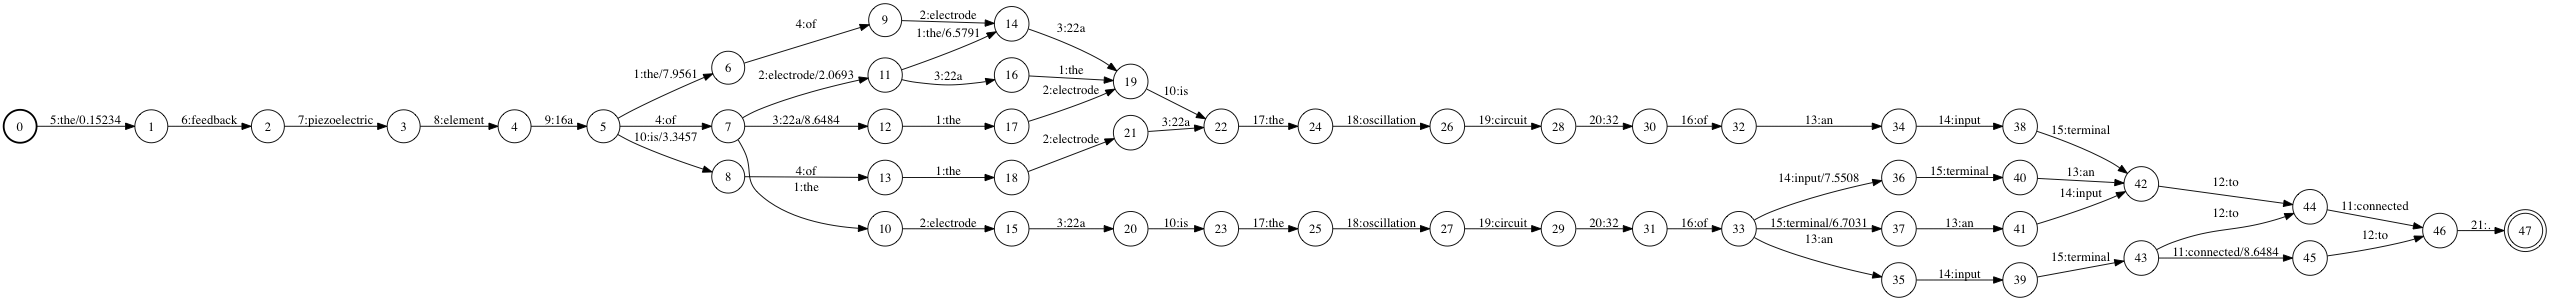 0 5:the/0.15234 1 6:feedback 2 7:piezoelectric 3 8:element 4 9:16a 5
1:the/7.9561 6 4:of 9 2:electrode 14 3:22a
4:of 7 2:electrode/2.0693 11 1:the/6.5791
3:22a 16 1:the 19 10:is
3:22a/8.6484 12 1:the 17 2:electrode
10:is/3.3457 8 4:of 13 1:the 18 2:electrode 21 3:22a
22 17:the 24 18:oscillation 26 19:circuit 28 20:32 30 16:of 32 13:an 34 14:input 38 15:terminal
1:the 10 2:electrode 15 3:22a 20 10:is 23 17:the 25 18:oscillation 27 19:circuit 29 20:32 31 16:of 33
14:input/7.5508 36 15:terminal 40 13:an 42 12:to
15:terminal/6.7031 37 13:an 41 14:input
13:an 35 14:input 39 15:terminal 43 12:to 44 11:connected
11:connected/8.6484 45 12:to 46 21:. 47